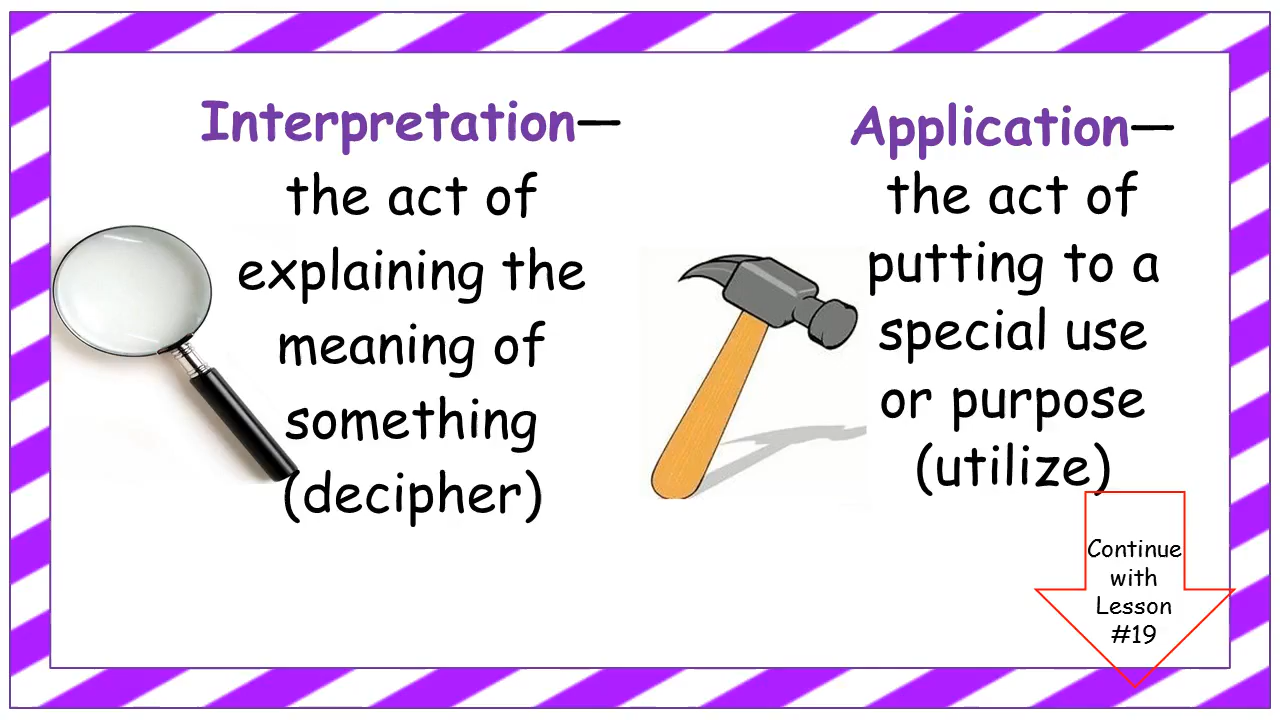 Interpretation—
the act of
explaining the
meaning of
something
(decipher)
Application—
the act of
putting to a
special use
or purpose
(utilize)
Continue
with
Lesson
#19